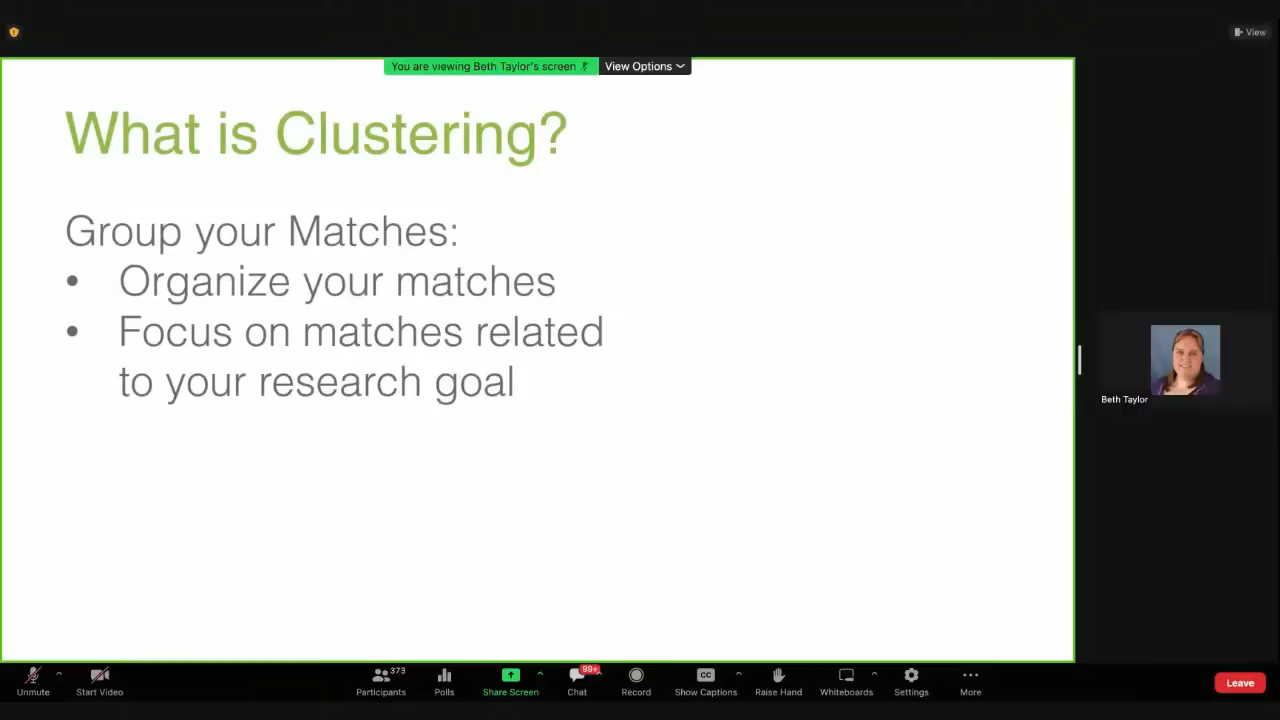 View
You are viewing Beth Taylor's screen
View Options
What is Clustering?
Group your Matches:
• Organize your matches
• Focus on matches related
to your research goal
Beth Taylor
373
99+
CC
Unmute
Start Video
Participants
Polls
Share Screen
Chat
Record
Show Captions
Raise Hand
Whiteboards
Settings
More
Leave